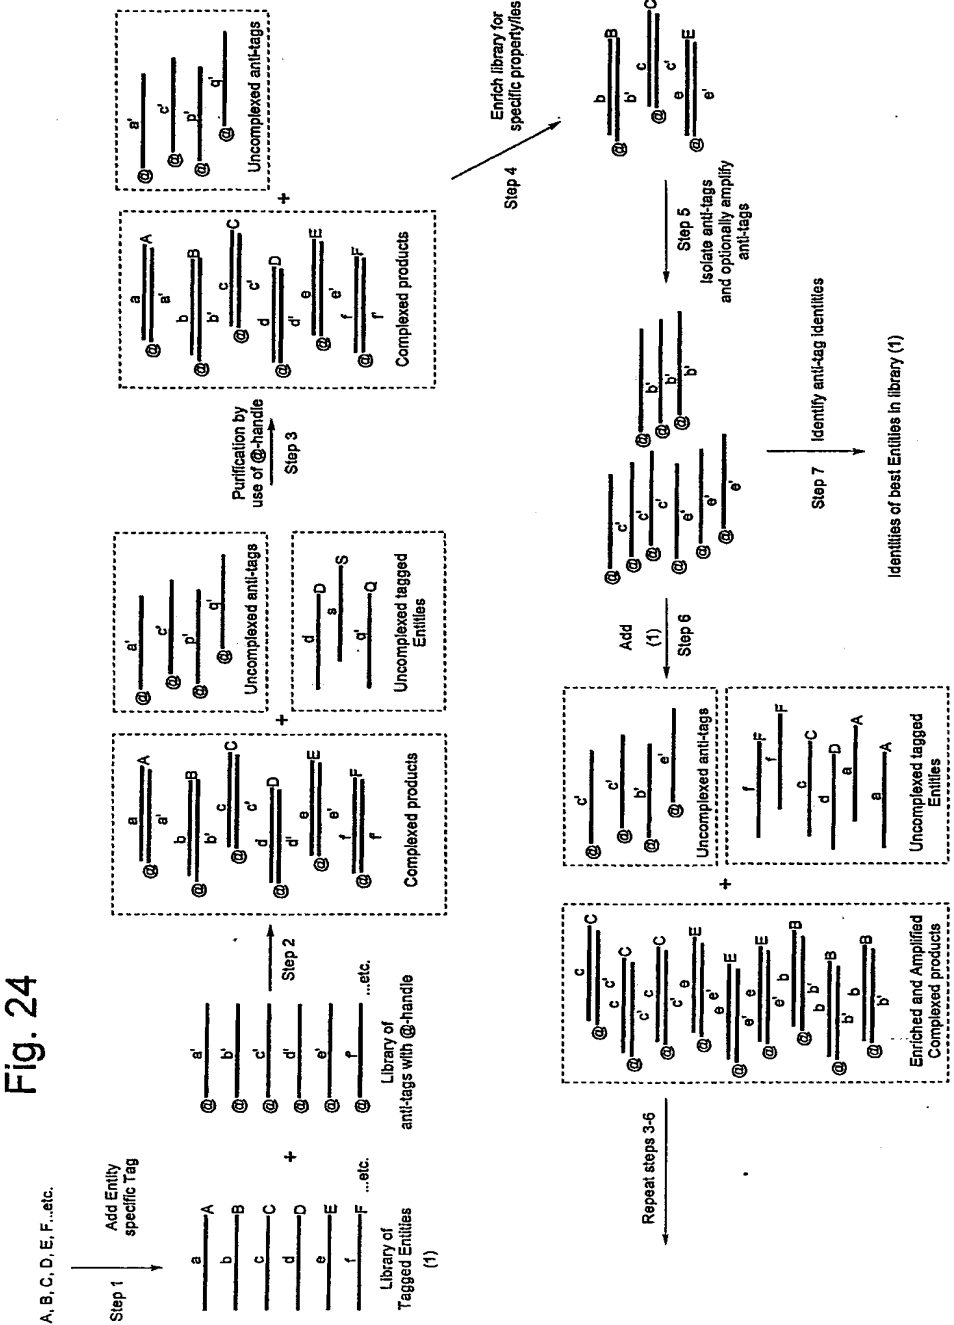 Fig. 24
A, B, C, D, E, F...etc.
Step 1
Add Entity
specific Tag
a A
b B
c C
d D
e E
f F ...etc.
Library of
Tagged Entities
(1)
+
@ a'
@ b'
@ c'
@ d'
@ e'
@ f' ...etc.
Library of
anti-tags with @-handle
Step 2
a A
@ a'
b B
@ b'
c C
@ c'
d D
@ d'
e E
@ e'
f F
@ f'
Complexed products
+
@ a'
@ c'
@ p'
@ q'
Uncomplexed anti-tags
d D
s S
q' Q
Uncomplexed tagged
Entities
Purification by
use of @-handle
Step 3
a A
@ a'
b B
@ b'
c C
@ c'
d D
@ d'
e E
@ e'
f F
@ f'
Complexed products
+
@ a'
@ c'
@ p'
@ q'
Uncomplexed anti-tags
Step 4
Enrich library for
specific property/ies
b B
@ b'
c C
@ c'
e E
@ e'
Step 5
Isolate anti-tags
and optionally amplify
anti-tags
@ c'
@ c'
@ c'
@ e'
@ e'
@ e'
@ b'
@ b'
@ b'
Step 7
Identify anti-tag identities
Identities of best Entities in library (1)
Add
(1)
Step 6
@ c'
@ c'
@ b'
@ e'
Uncomplexed anti-tags
f F
f F
c C
d D
a A
a A
Uncomplexed tagged
Entities
+
c C
@ c'
c C
@ c'
c C
@ c'
e E
@ e'
e E
@ e'
e E
@ e'
b B
@ b'
b B
@ b'
b B
@ b'
Enriched and Amplified
Complexed products
Repeat steps 3-6